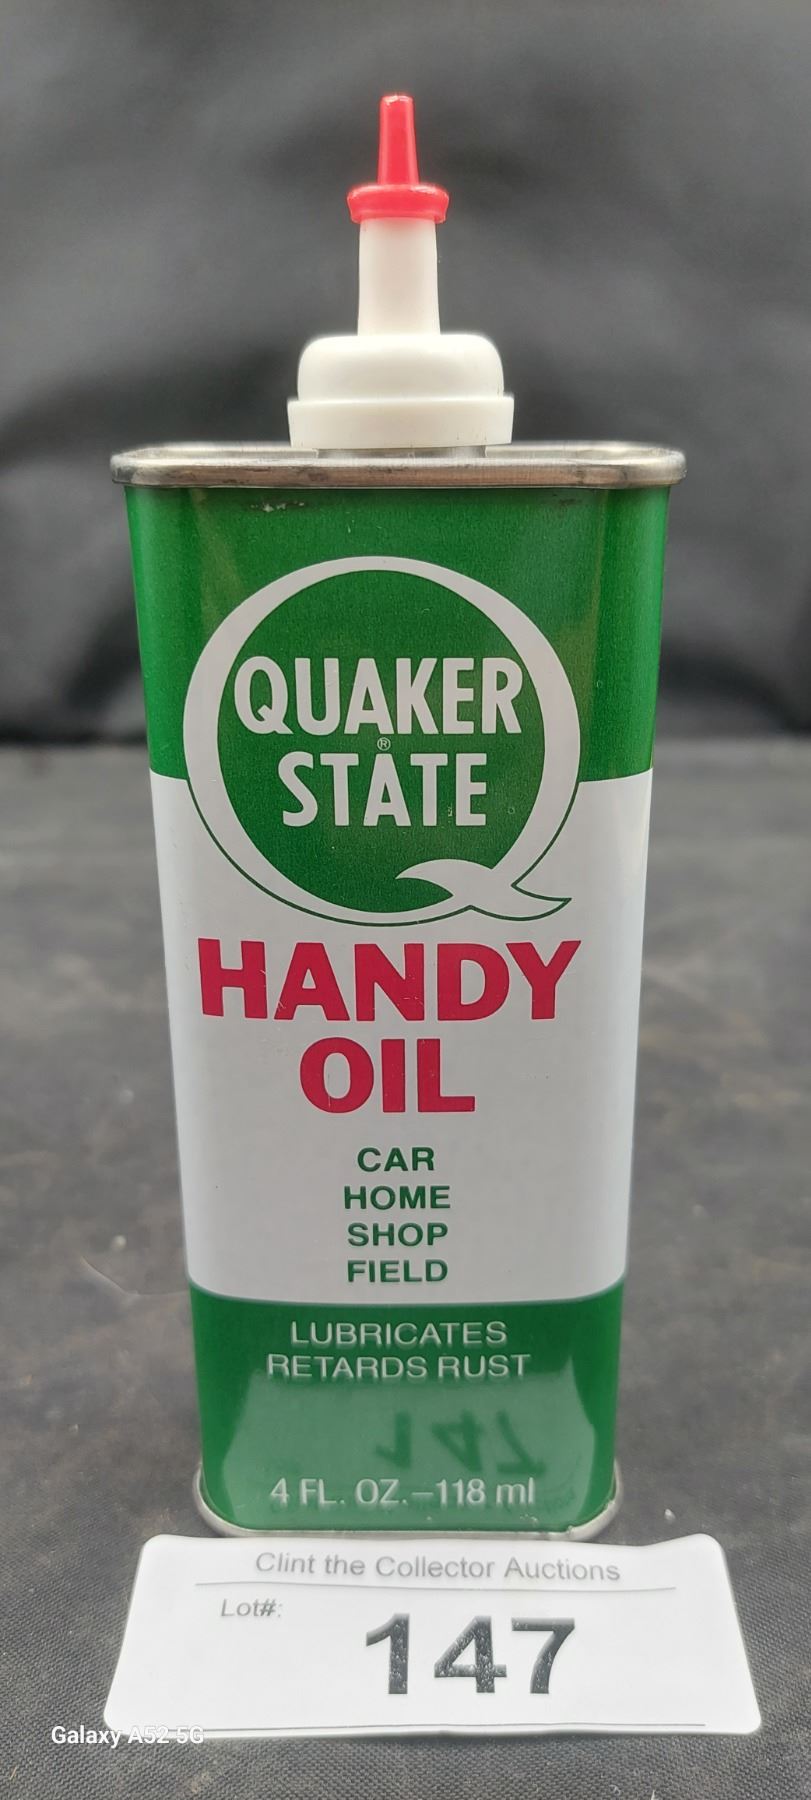 QUAKER
®
STATE
HANDY
OIL
CAR
HOME
SHOP
FIELD
LUBRICATES
RETARDS RUST
4 FL. OZ.–118 ml
Clint the Collector Auctions
Lot#:
147
Galaxy A52 5G